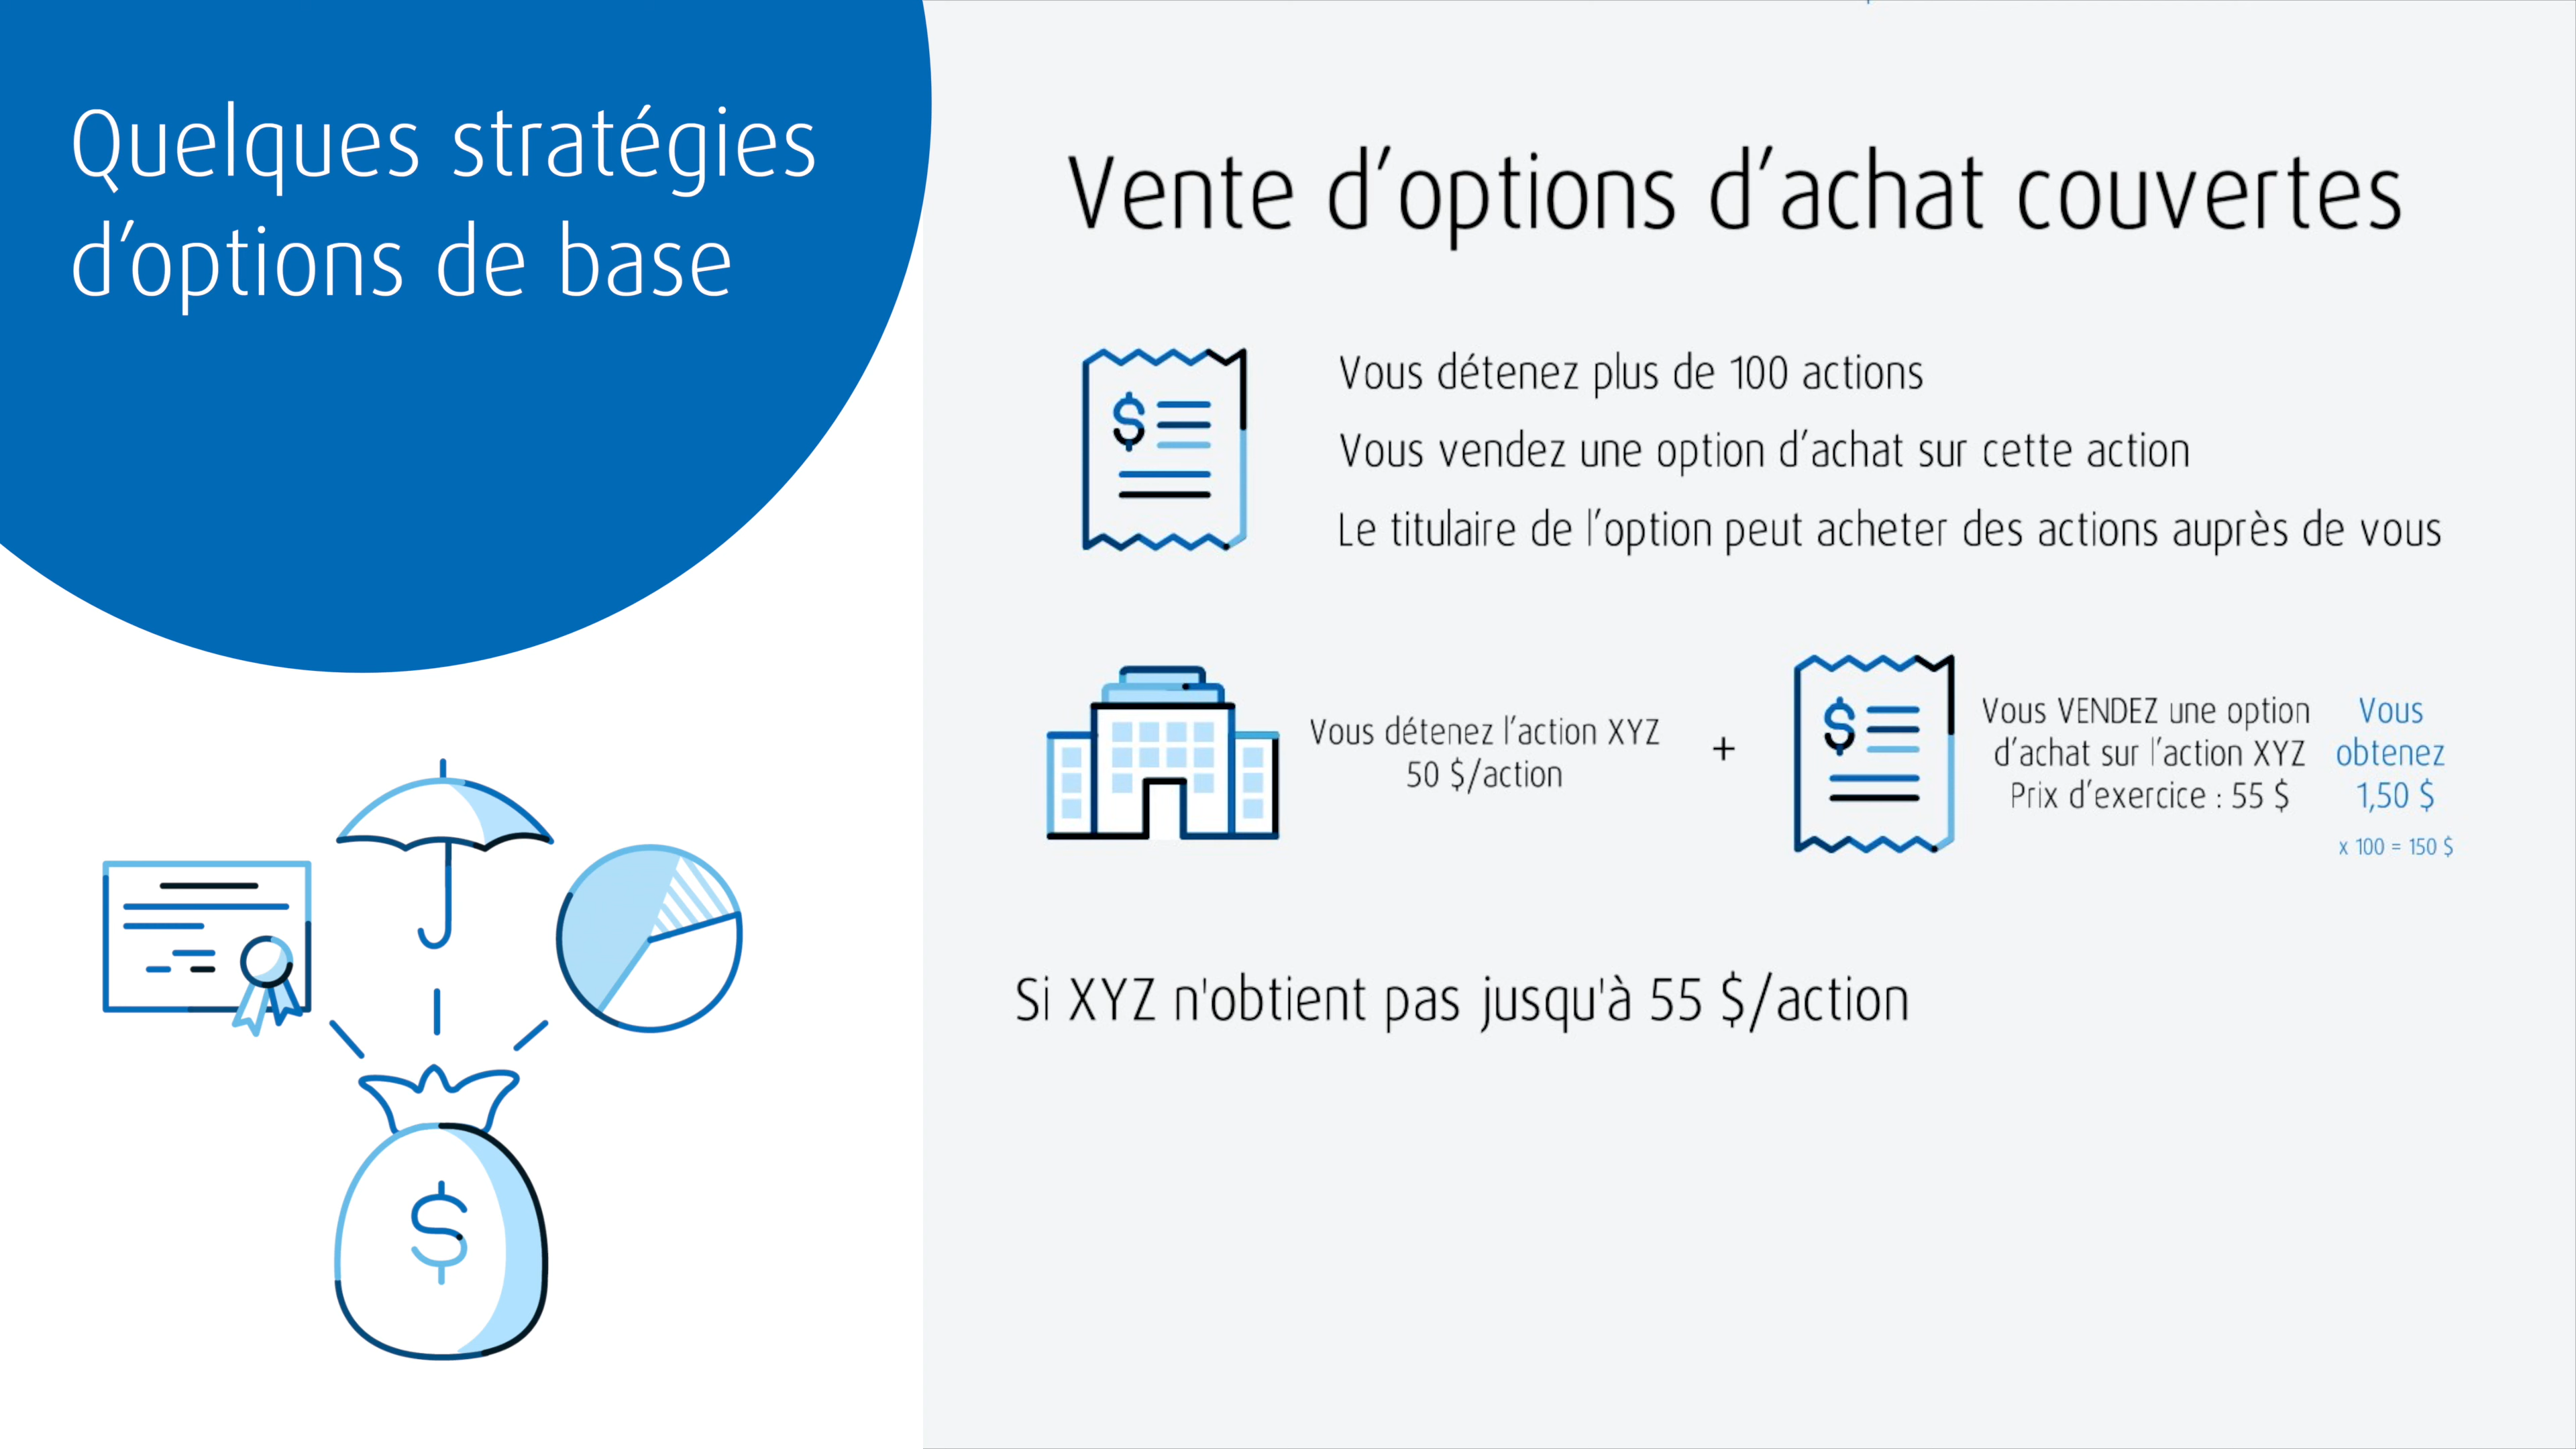 Quelques stratégies
d’options de base
Vente d’options d’achat couvertes
$
Vous détenez plus de 100 actions
Vous vendez une option d’achat sur cette action
Le titulaire de l’option peut acheter des actions auprès de vous
Vous détenez l’action XYZ
50 $/action
+
$
Vous VENDEZ une option
d’achat sur l’action XYZ
Prix d’exercice : 55 $
Vous
obtenez
1,50 $
x 100 = 150 $
Si XYZ n'obtient pas jusqu'à 55 $/action
$